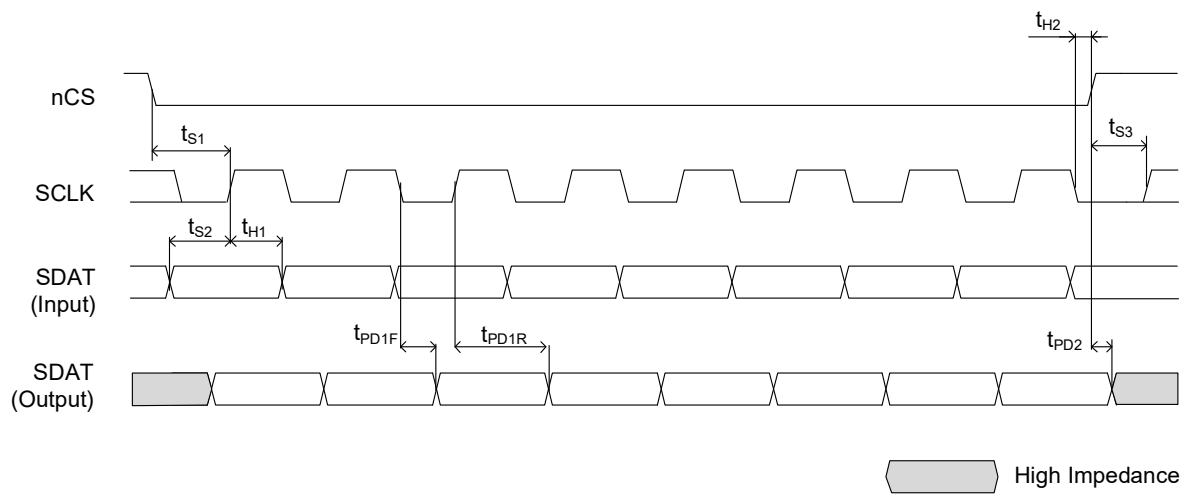 tH2
nCS
tS1
tS3
SCLK
tS2
tH1
SDAT
(Input)
tPD1F
tPD1R
tPD2
SDAT
(Output)
High Impedance